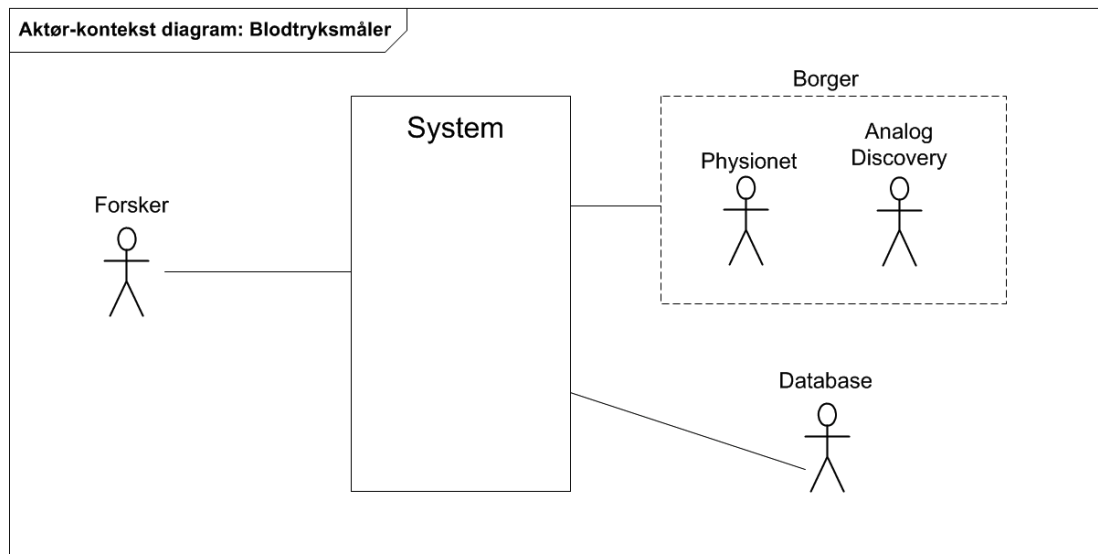 Aktør-kontekst diagram: Blodtryksmåler
Borger
System
Analog
Discovery
Physionet
Forsker
Database